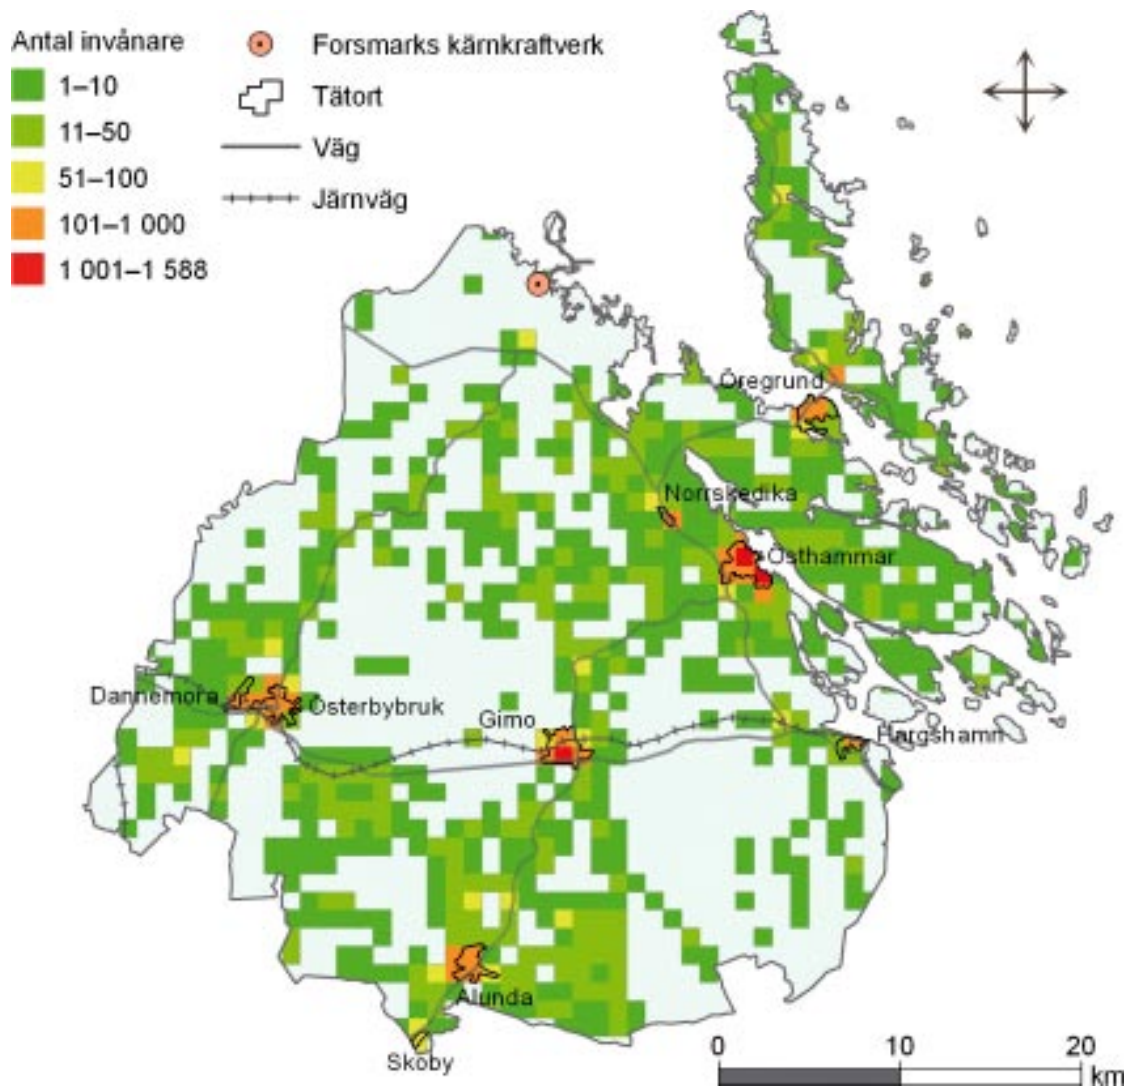 Antal invånare
1–10
11–50
51–100
101–1 000
1 001–1 588
Forsmarks kärnkraftverk
Tätort
Väg
Järnväg
Öregrund
Norrskedika
Östhammar
Dannemora
Österbybruk
Gimo
Hargshamn
Alunda
Skoby
0 10 20
km